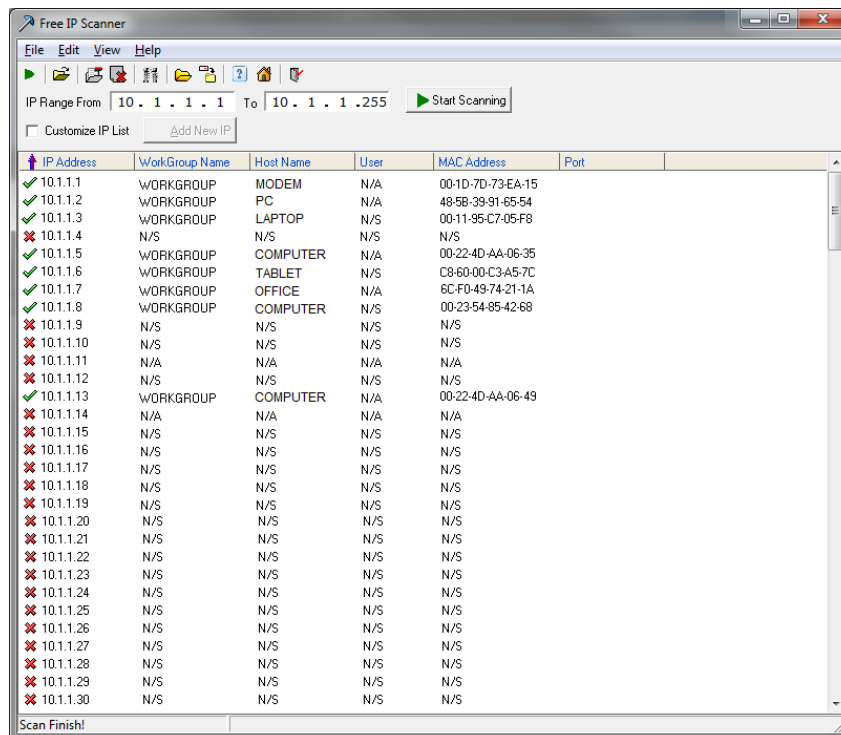 Free IP Scanner
File Edit View Help
IP Range From 10 . 1 . 1 . 1 To 10 . 1 . 1 .255 Start Scanning
Customize IP List Add New IP
IP Address WorkGroup Name Host Name User MAC Address Port
10.1.1.1 WORKGROUP MODEM N/A 00-1D-7D-73-EA-15
10.1.1.2 WORKGROUP PC N/A 48-5B-39-91-65-54
10.1.1.3 WORKGROUP LAPTOP N/S 00-11-95-C7-05-F8
10.1.1.4 N/S N/S N/S N/S
10.1.1.5 WORKGROUP COMPUTER N/A 00-22-4D-AA-06-35
10.1.1.6 WORKGROUP TABLET N/S C8-60-00-C3-A5-7C
10.1.1.7 WORKGROUP OFFICE N/A 6C-F0-49-74-21-1A
10.1.1.8 WORKGROUP COMPUTER N/A 00-23-54-85-42-68
10.1.1.9 N/S N/S N/S N/S
10.1.1.10 N/S N/S N/S N/S
10.1.1.11 N/A N/A N/A N/A
10.1.1.12 N/S N/S N/S N/S
10.1.1.13 WORKGROUP COMPUTER N/A 00-22-4D-AA-06-49
10.1.1.14 N/A N/A N/A N/A
10.1.1.15 N/S N/S N/S N/S
10.1.1.16 N/S N/S N/S N/S
10.1.1.17 N/S N/S N/S N/S
10.1.1.18 N/S N/S N/S N/S
10.1.1.19 N/S N/S N/S N/S
10.1.1.20 N/S N/S N/S N/S
10.1.1.21 N/S N/S N/S N/S
10.1.1.22 N/S N/S N/S N/S
10.1.1.23 N/S N/S N/S N/S
10.1.1.24 N/S N/S N/S N/S
10.1.1.25 N/S N/S N/S N/S
10.1.1.26 N/S N/S N/S N/S
10.1.1.27 N/S N/S N/S N/S
10.1.1.28 N/S N/S N/S N/S
10.1.1.29 N/S N/S N/S N/S
10.1.1.30 N/S N/S N/S N/S
Scan Finish!